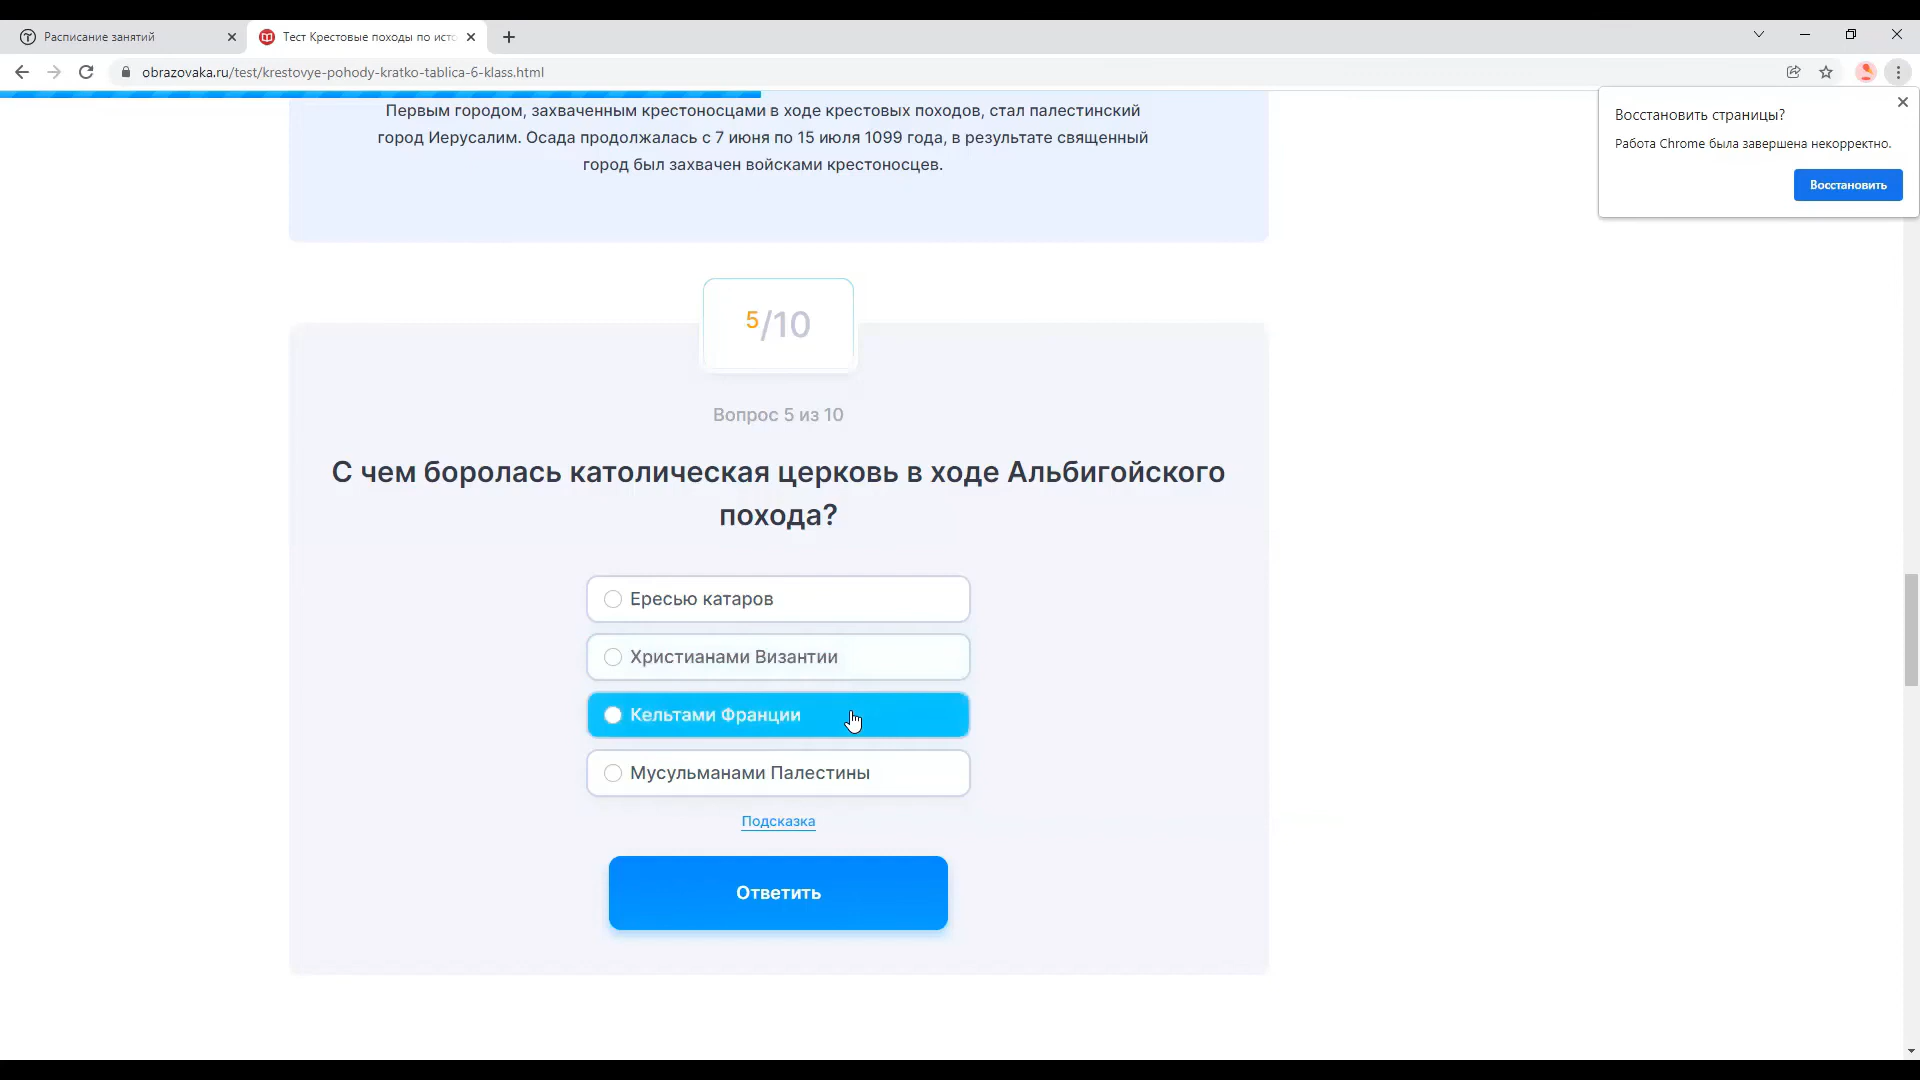 Расписание занятий
Тест Крестовые походы по исто
obrazovaka.ru/test/krestovye-pohody-kratko-tablica-6-klass.html
Восстановить страницы?
Работа Chrome была завершена некорректно.
Восстановить
Первым городом, захваченным крестоносцами в ходе крестовых походов, стал палестинский
город Иерусалим. Осада продолжалась с 7 июня по 15 июля 1099 года, в результате священный
город был захвачен войсками крестоносцев.
5/10
Вопрос 5 из 10
С чем боролась католическая церковь в ходе Альбигойского
похода?
Ересью катаров
Христианами Византии
Кельтами Франции
Мусульманами Палестины
Подсказка
Ответить